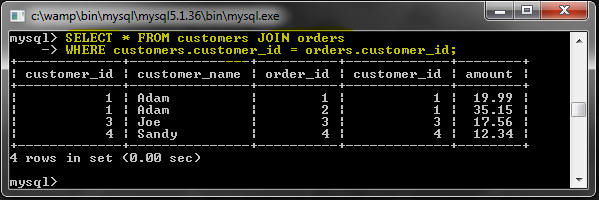 c:\wamp\bin\mysql\mysql5.1.36\bin\mysql.exe
mysql> SELECT * FROM customers JOIN orders
    -> WHERE customers.customer_id = orders.customer_id;
+-------------+---------------+----------+-------------+--------+
| customer_id | customer_name | order_id | customer_id | amount |
+-------------+---------------+----------+-------------+--------+
|           1 | Adam          |        1 |           1 |  19.99 |
|           1 | Adam          |        2 |           1 |  35.15 |
|           3 | Joe           |        3 |           3 |  17.56 |
|           4 | Sandy         |        4 |           4 |  12.34 |
+-------------+---------------+----------+-------------+--------+
4 rows in set (0.00 sec)
mysql>